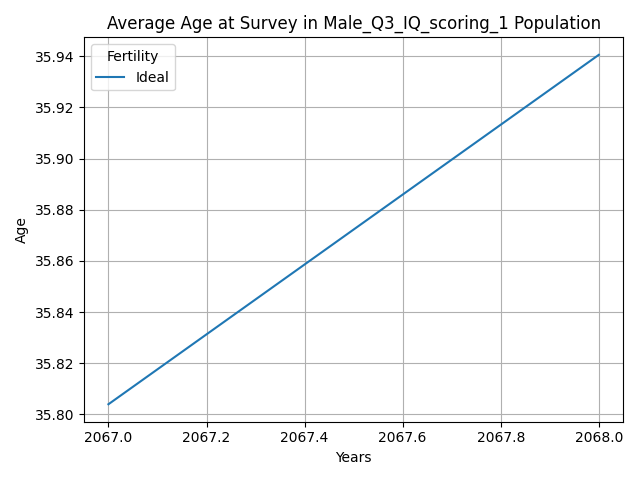 Average Age at Survey in Male_Q3_IQ_scoring_1 Population
Fertility
Ideal
35.94
35.92
35.90
35.88
35.86
35.84
35.82
35.80
Age
2067.0 2067.2 2067.4 2067.6 2067.8 2068.0
Years